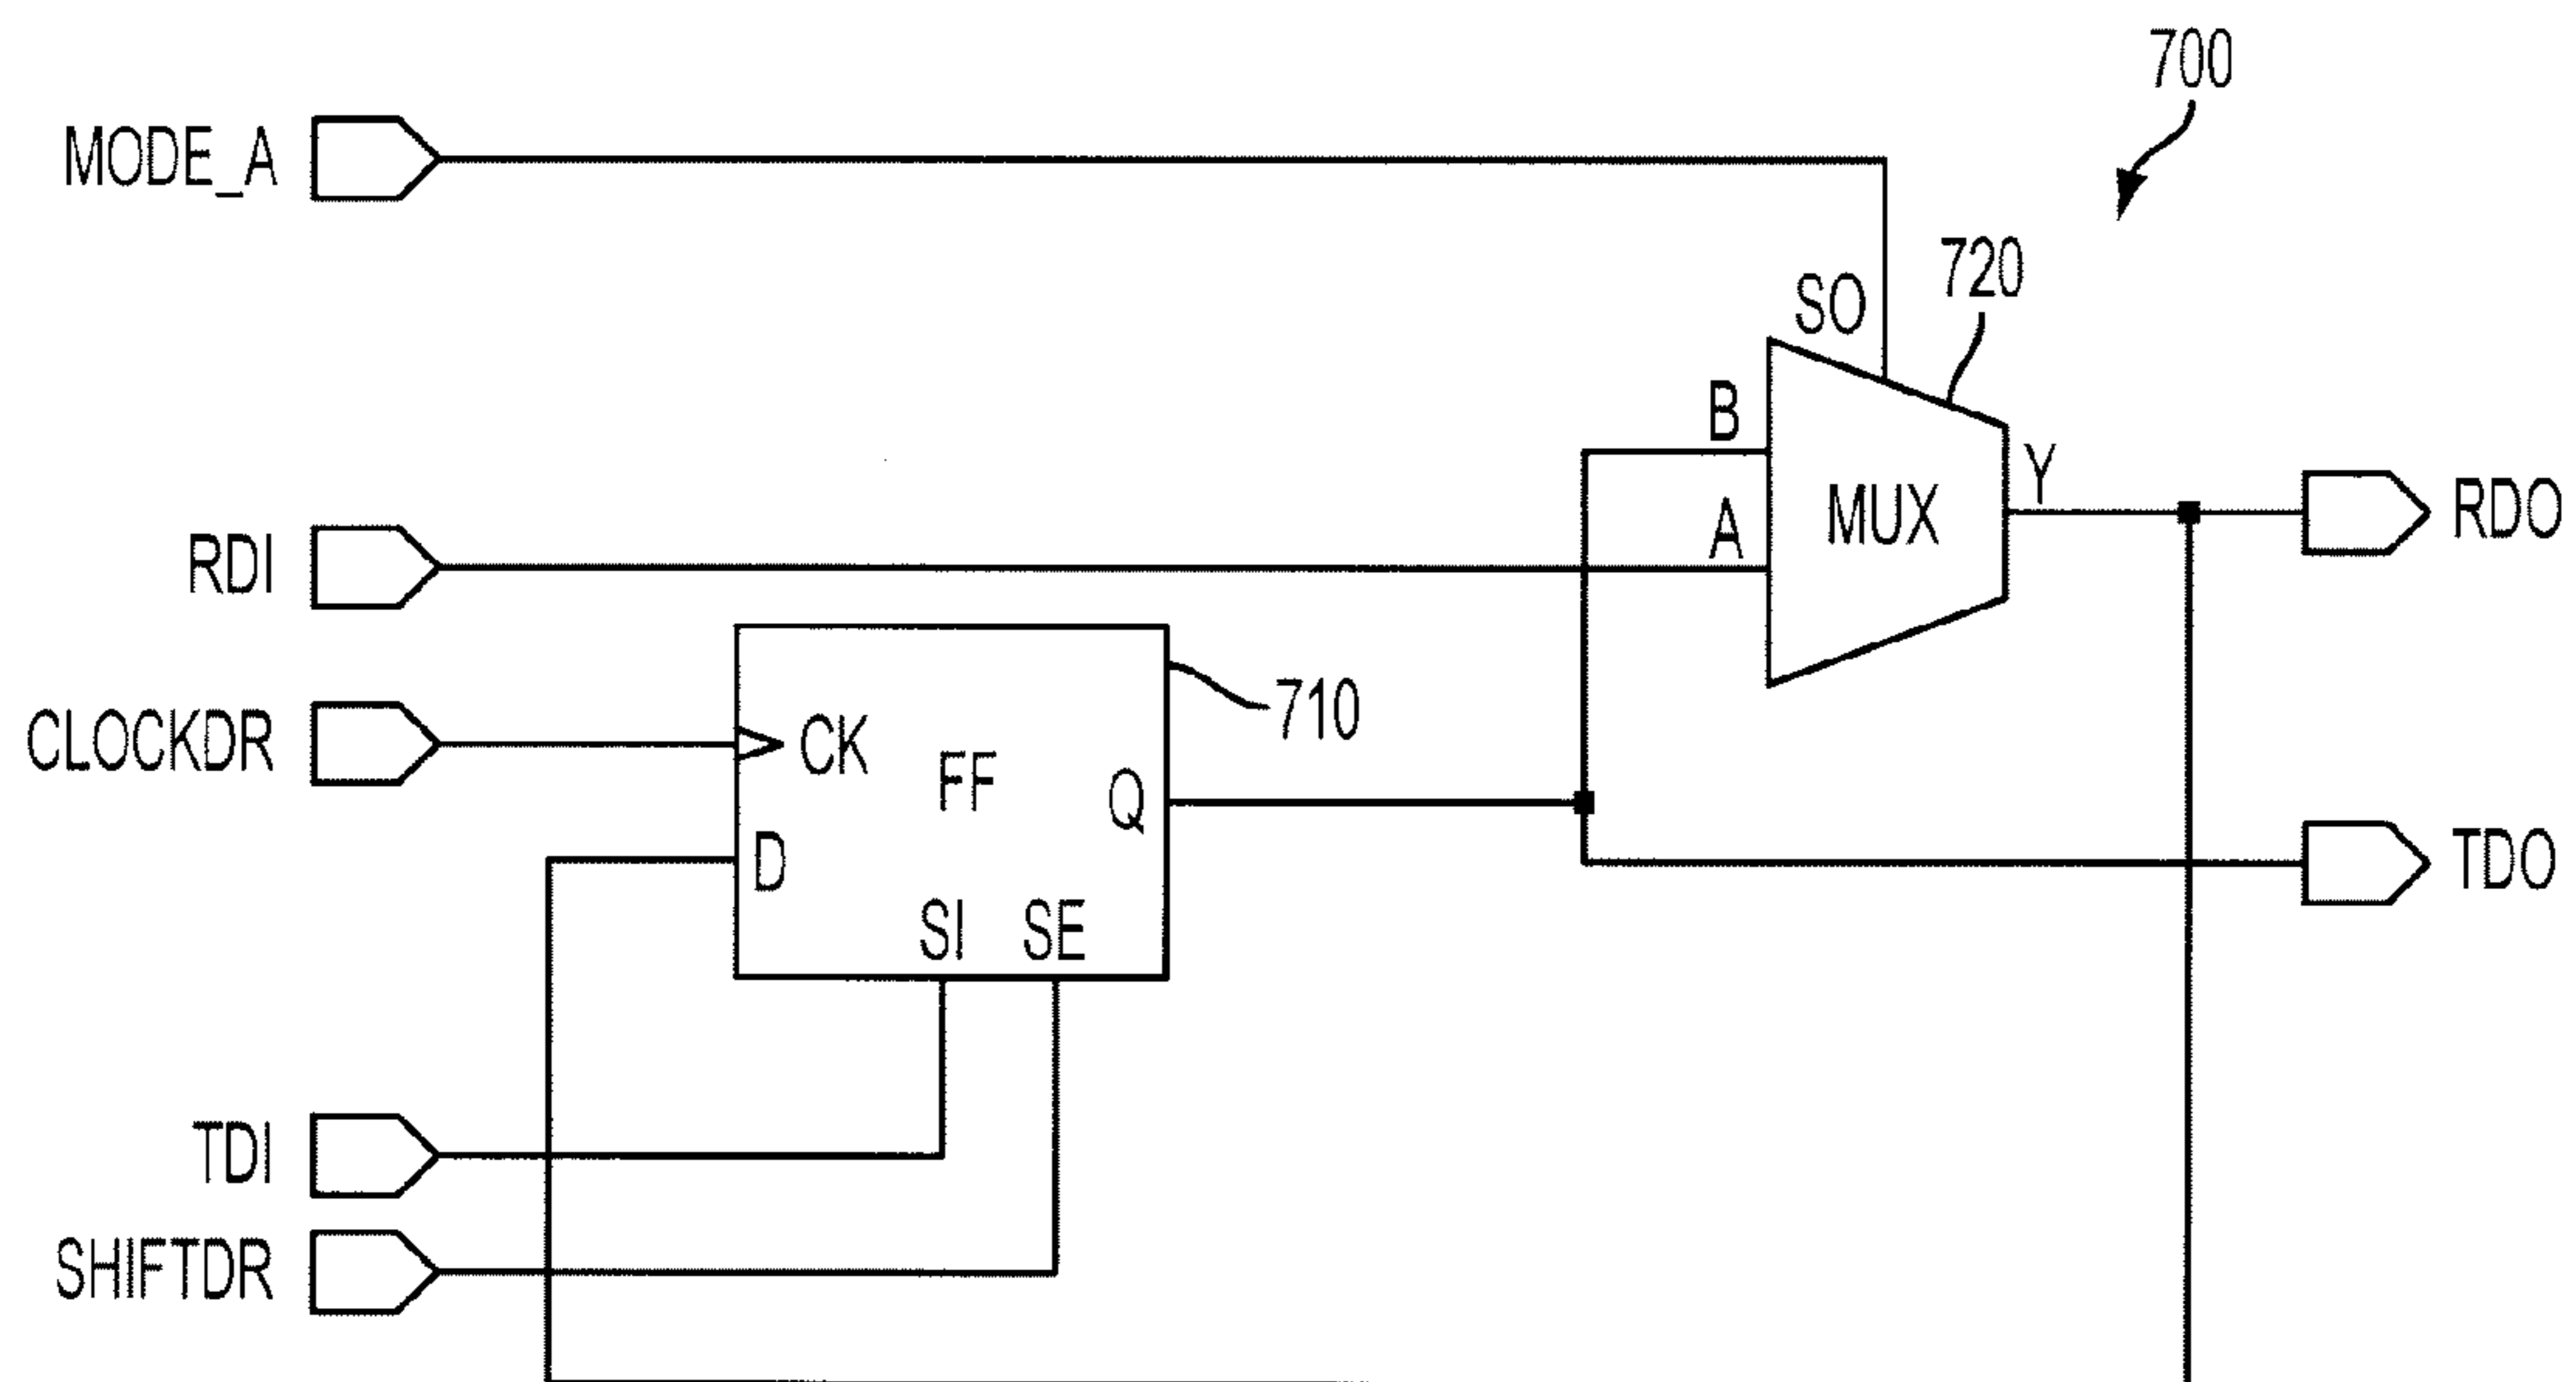 700
MODE_A
720
SO
B
MUX
Y
RDO
A
RDI
710
CLOCKDR
CK
FF
Q
D
TDO
SI
SE
TDI
SHIFTDR